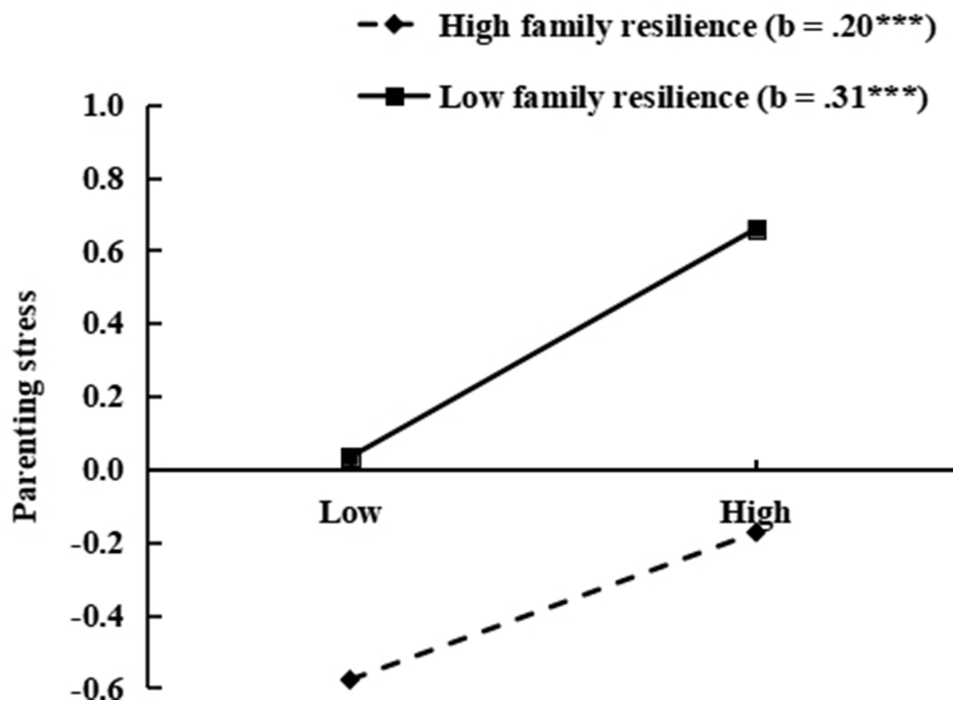 High family resilience (b = .20***)
Low family resilience (b = .31***)
1.0
0.8
0.6
0.4
0.2
0.0
-0.2
-0.4
-0.6
Parenting stress
Low
High